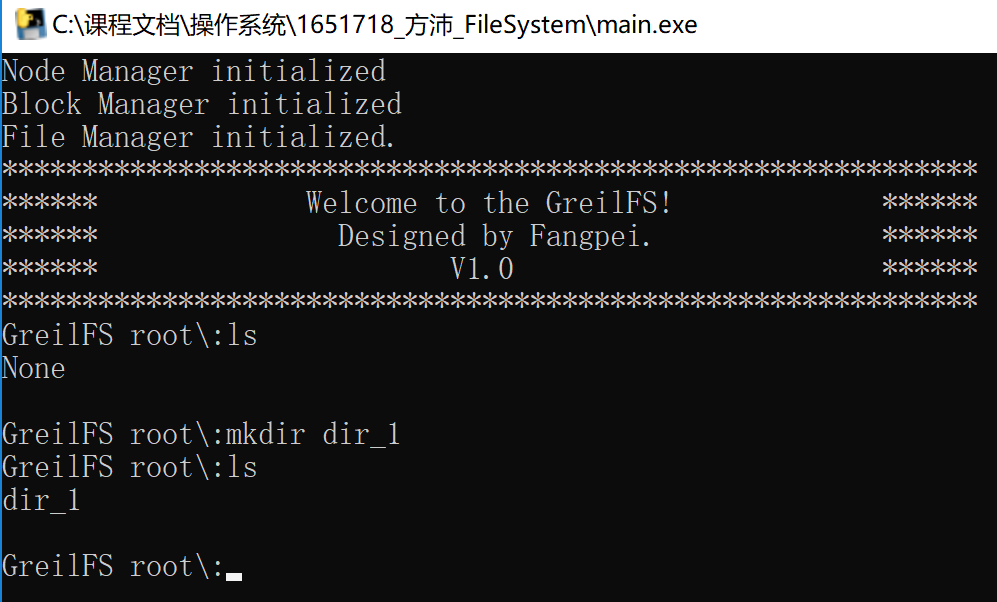 C:\课程文档\操作系统\1651718_方沛_FileSystem\main.exe
Node Manager initialized
Block Manager initialized
File Manager initialized.
*************************************************************
****** Welcome to the GreilFS! ******
****** Designed by Fangpei. ******
****** V1.0 ******
*************************************************************
GreilFS root\:ls
None
GreilFS root\:mkdir dir_1
GreilFS root\:ls
dir_1
GreilFS root\: